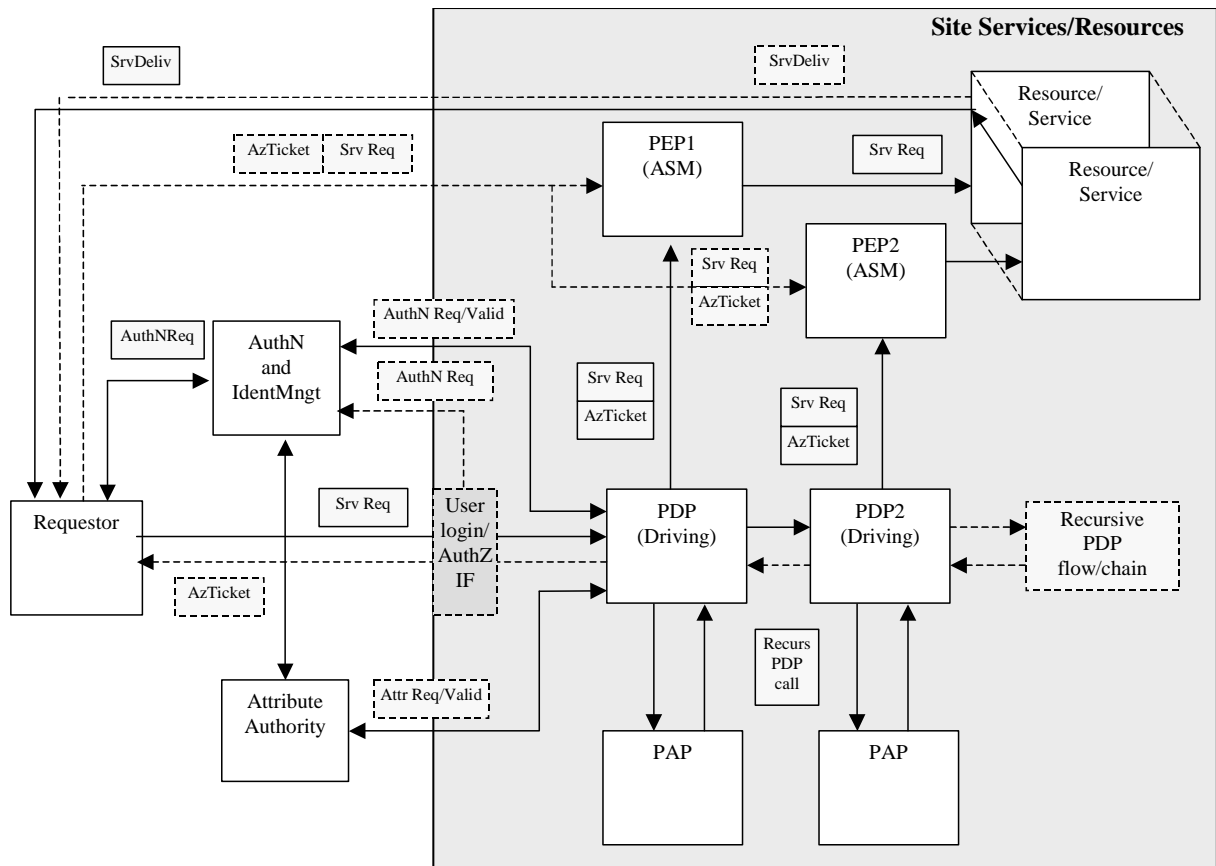 Site Services/Resources
SrvDeliv
SrvDeliv
Resource/
Service
AzTicket
Srv Req
PEP1
(ASM)
Srv Req
Resource/
Service
PEP2
(ASM)
Srv Req
AzTicket
AuthN Req/Valid
AuthNReq
AuthN
and
IdentMngt
AuthN Req
Srv Req
AzTicket
Srv Req
AzTicket
Srv Req
Requestor
User
login/
AuthZ
IF
PDP
(Driving)
PDP2
(Driving)
Recursive
PDP
flow/chain
AzTicket
Recurs
PDP
call
Attribute
Authority
Attr Req/Valid
PAP
PAP